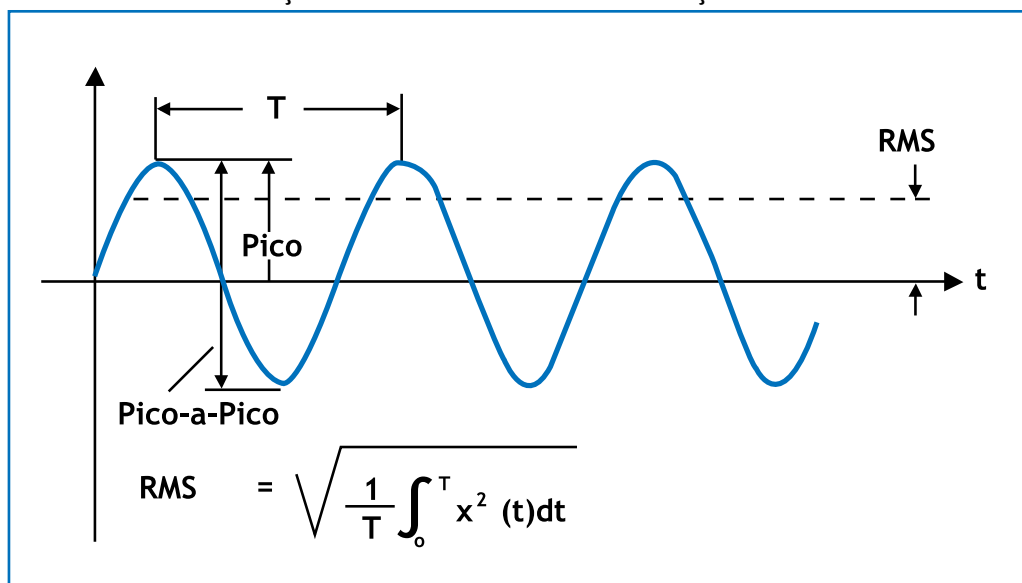 T
RMS
Pico
t
Pico-a-Pico
RMS = √ 1/T ∫₀ᵀ x² (t)dt